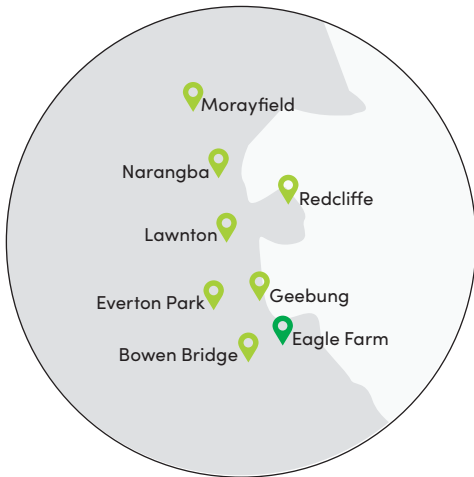 Morayfield
Narangba
Redcliffe
Lawnton
Geebung
Everton Park
Eagle Farm
Bowen Bridge